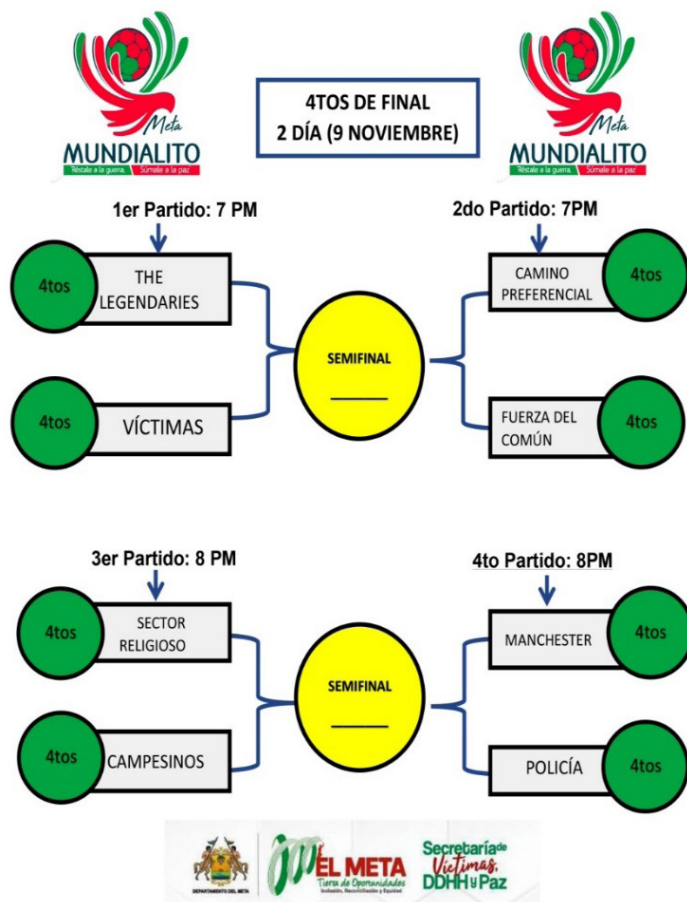 Meta
MUNDIALITO
Réstale a la guerra, Súmale a la paz
4TOS DE FINAL
2 DÍA (9 NOVIEMBRE)
Meta
MUNDIALITO
Réstale a la guerra, Súmale a la paz
1er Partido: 7 PM
2do Partido: 7PM
4tos
THE
LEGENDARIES
CAMINO
PREFERENCIAL
4tos
SEMIFINAL
4tos
VÍCTIMAS
FUERZA DEL
COMÚN
4tos
3er Partido: 8 PM
4to Partido: 8PM
4tos
SECTOR
RELIGIOSO
MANCHESTER
4tos
SEMIFINAL
4tos
CAMPESINOS
POLICÍA
4tos
DEPARTAMENTO DEL META
EL META
Tierra de Oportunidades
Inclusión, Reconciliación y Equidad
Secretaría de
Víctimas,
DDHH y Paz